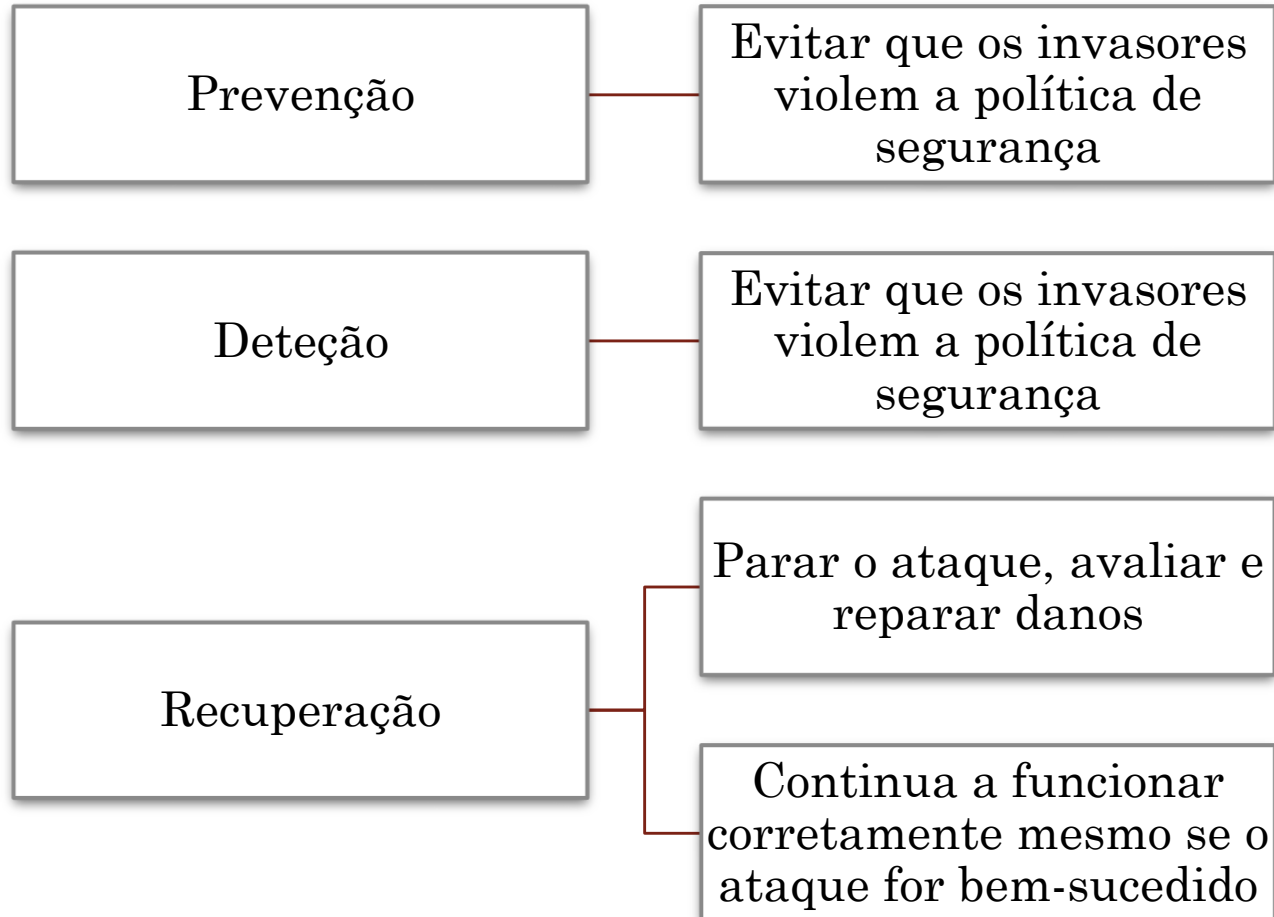 Prevenção
Evitar que os invasores
violem a política de
segurança
Deteção
Evitar que os invasores
violem a política de
segurança
Recuperação
Parar o ataque, avaliar e
reparar danos
Continua a funcionar
corretamente mesmo se o
ataque for bem-sucedido